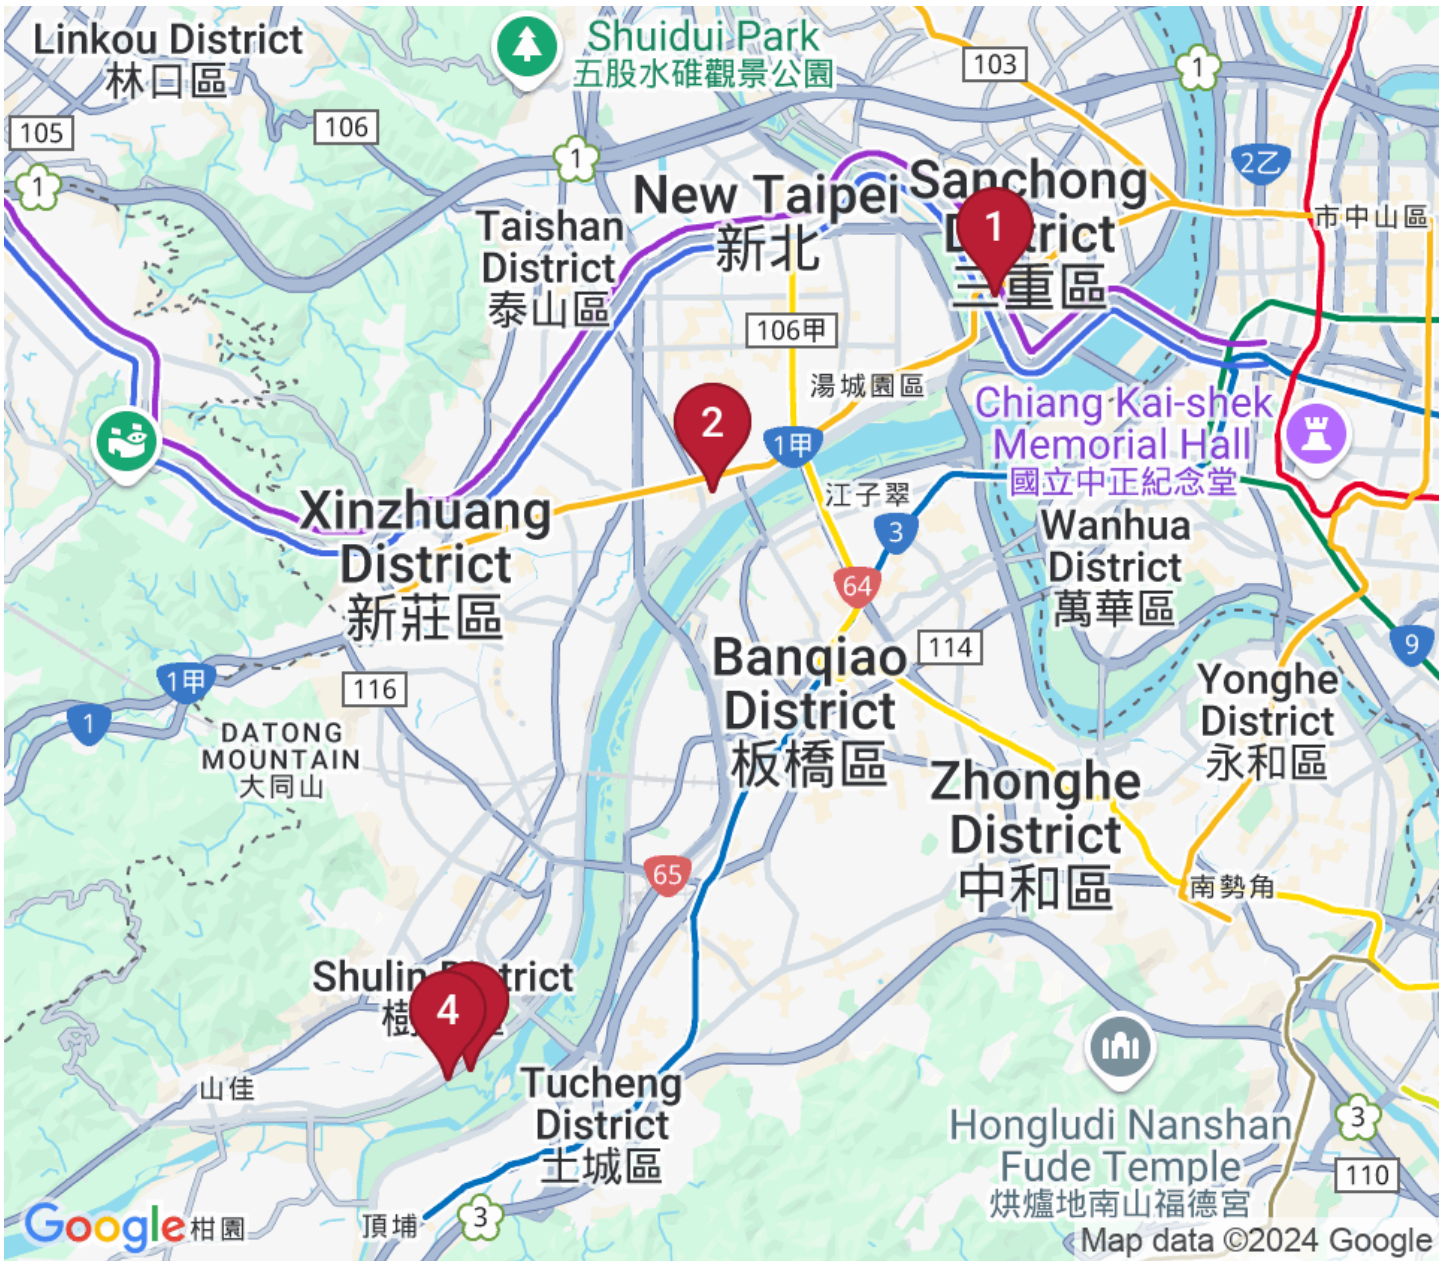 Linkou District
林口區
Shuidui Park
五股水碓觀景公園
103
1
105
106
1
1
2乙
Sanchong
District
三重區
1
New Taipei
新北
市中山區
Taishan
District
泰山區
106甲
湯城園區
2
1甲
Chiang Kai-shek
Memorial Hall
國立中正紀念堂
江子翠
3
Xinzhuang
District
新莊區
Wanhua
District
萬華區
64
114
9
Banqiao
District
板橋區
1甲
116
1
Yonghe
District
永和區
DATONG
MOUNTAIN
大同山
Zhonghe
District
中和區
65
南勢角
Shulin District
4
山佳
Tucheng
District
土城區
Hongludi Nanshan
Fude Temple
烘爐地南山福德宮
3
110
Google
柑園
頂埔
3
Map data ©2024 Google